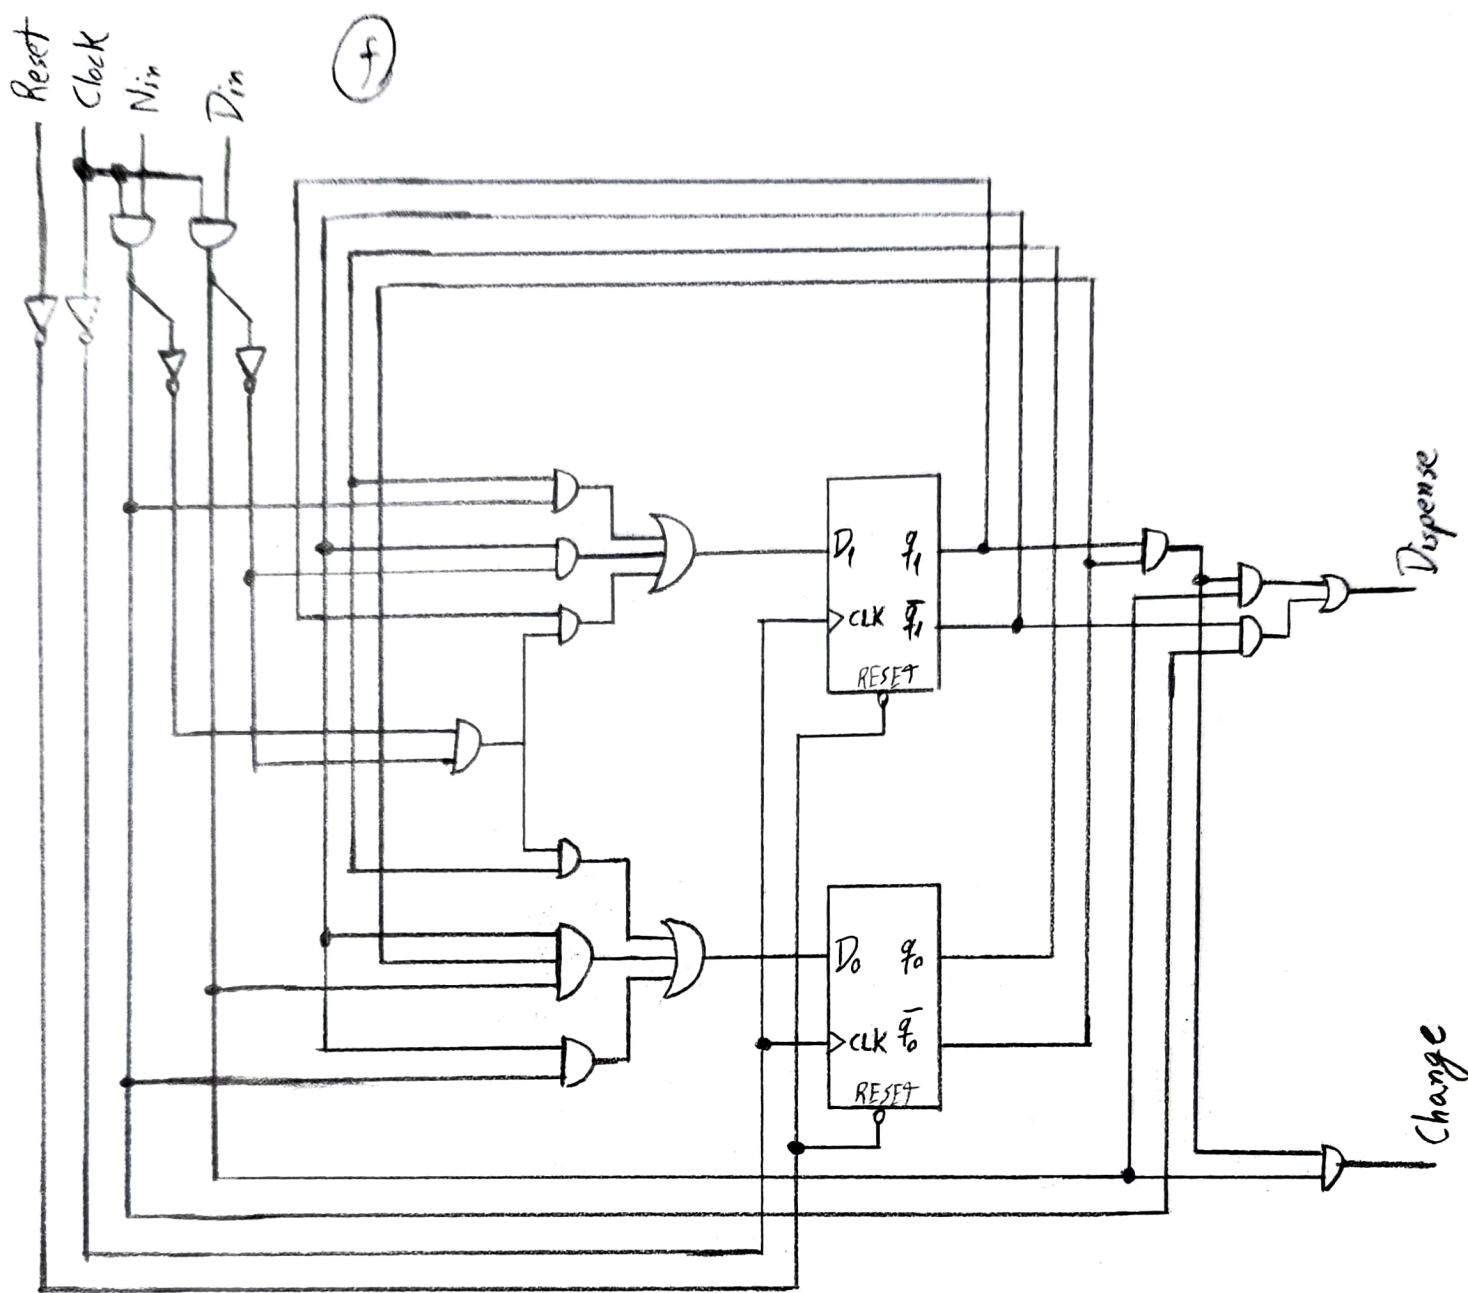 Reset
Clock
Nin
Din
f
D₁ q₁
CLK q̅₁
RESET
D₀ q₀
CLK q̅₀
RESET
Dispense
Change